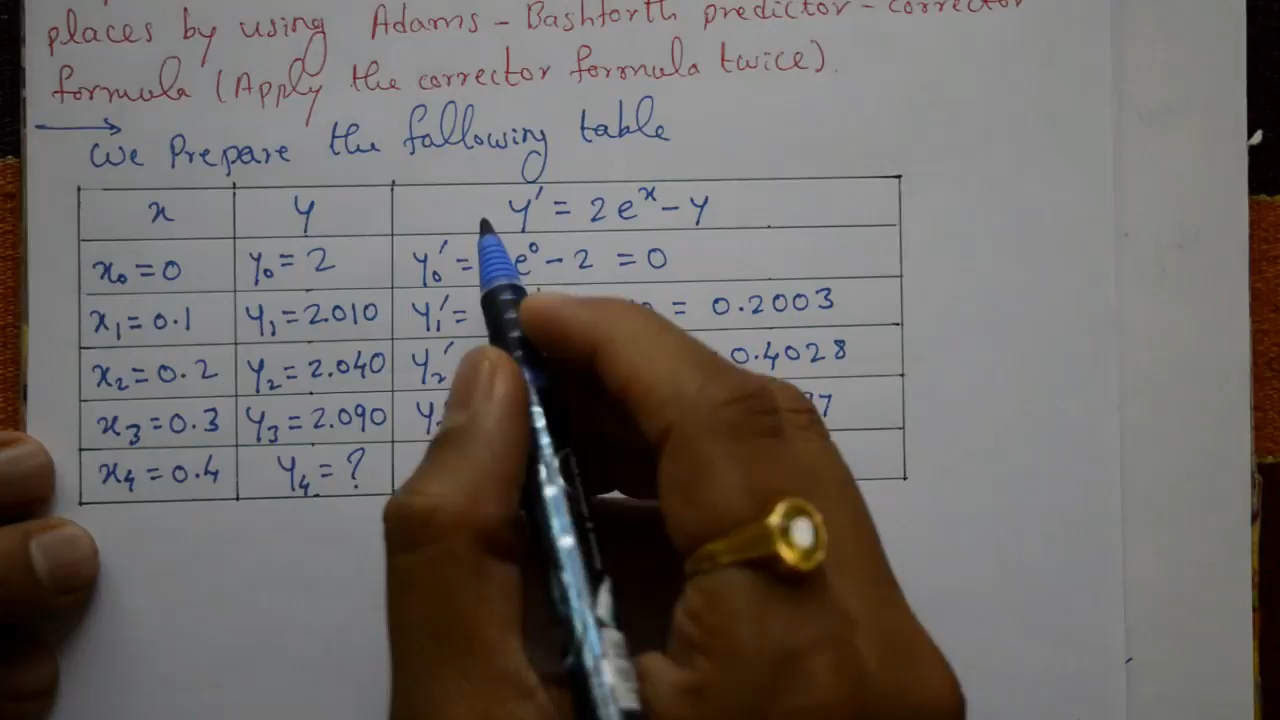 places by using Adams - Bashforth predictor - corrector
formula (Apply the corrector formula twice).
We Prepare the following table
x y y' = 2e^x - y
x₀ = 0 y₀ = 2 y₀' = e⁰ - 2 = 0
x₁ = 0.1 y₁ = 2.010 y₁' = = 0.2003
x₂ = 0.2 y₂ = 2.040 y₂' 0.4028
x₃ = 0.3 y₃ = 2.090
x₄ = 0.4 y₄ = ?